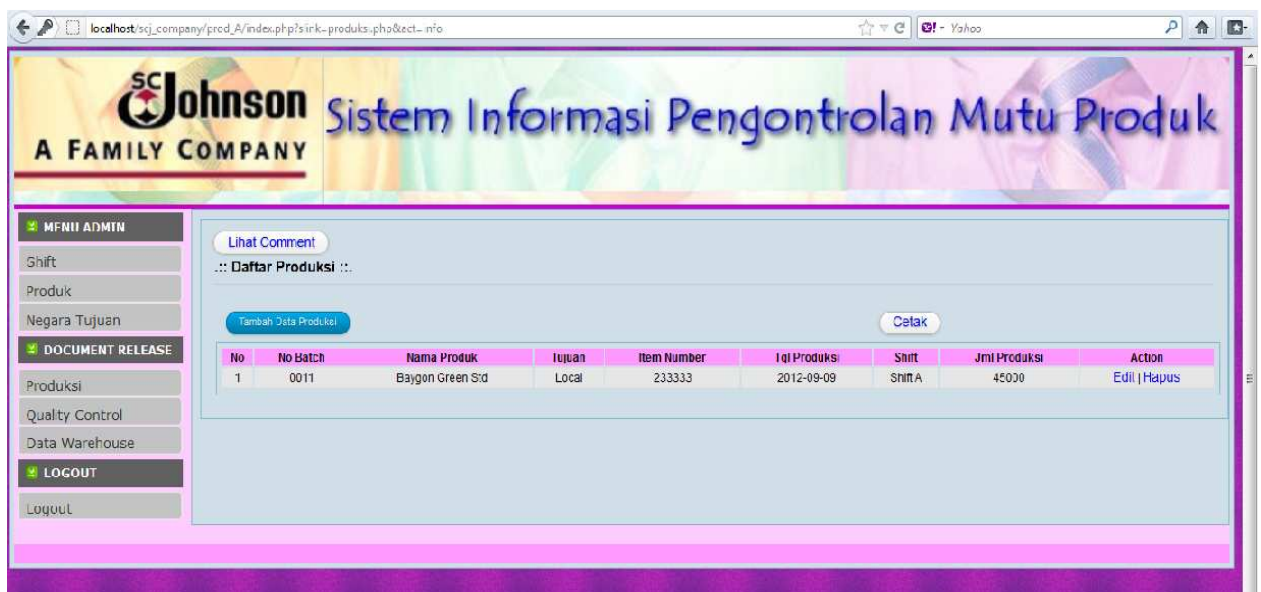 localhost/scj_company/prod_A/index.php?slink=produksi.php&act=info
Yahoo
SC Johnson
A FAMILY COMPANY
Sistem Informasi Pengontrolan Mutu Produk
MENU ADMIN
Shift
Produk
Negara Tujuan
DOCUMENT RELEASE
Produksi
Quality Control
Data Warehouse
LOGOUT
Logout
Lihat Comment
.:: Daftar Produksi ::.
Tambah Data Produksi
Cetak
No No Batch Nama Produk Tujuan Item Number Tgl Produksi Shift Jml Produksi Action
1 0011 Baygon Green Std Local 233333 2012-09-09 Shift A 45000 Edit | Hapus